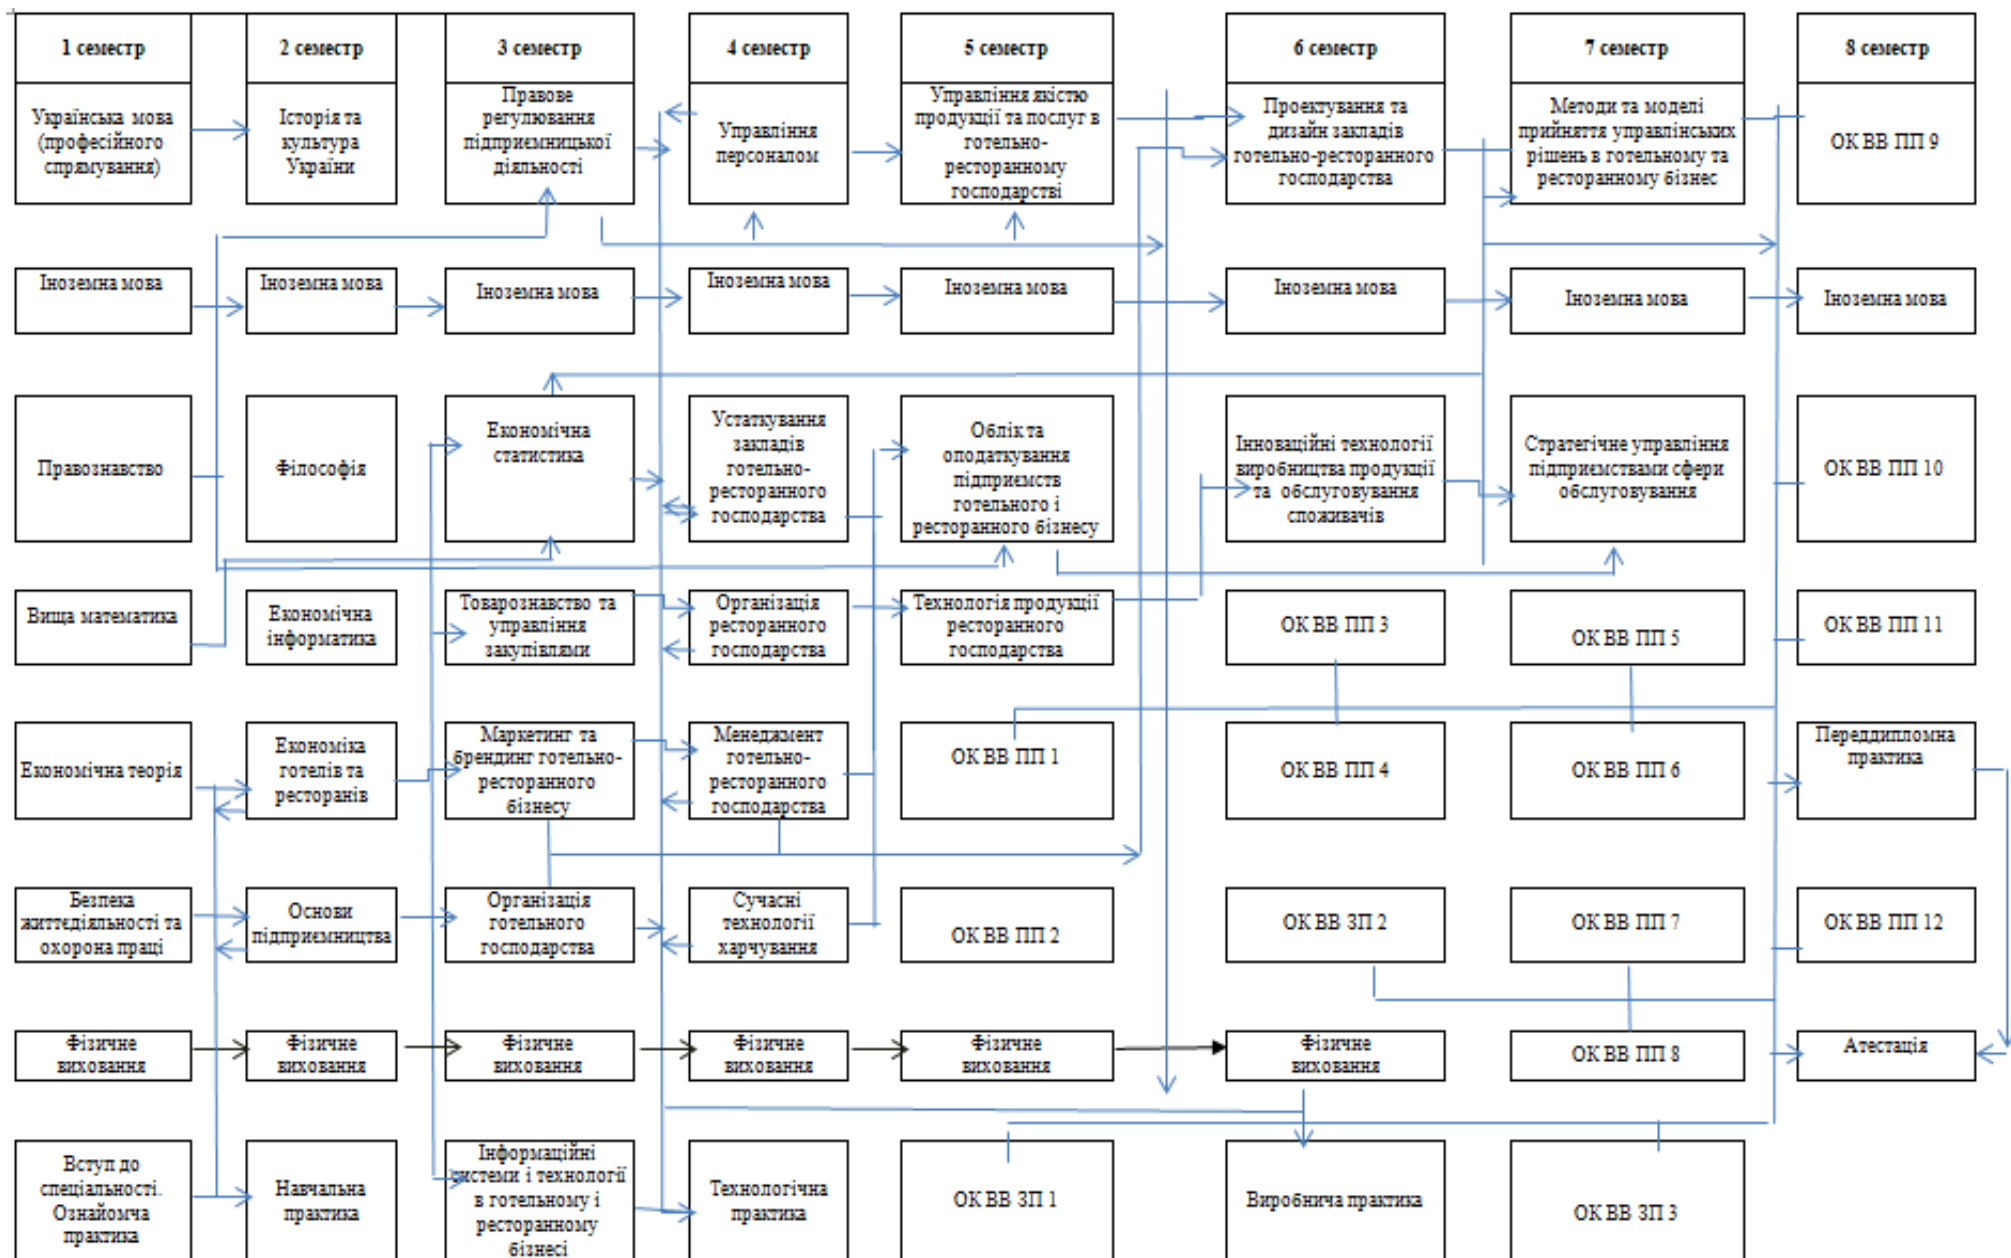 1 семестр
2 семестр
3 семестр
4 семестр
5 семестр
6 семестр
7 семестр
8 семестр
Українська мова
(професійного
спрямування)
Історія та
культура
України
Правове
регулювання
підприємницької
діяльності
Управління
персоналом
Управління якістю
продукції та послуг в
готельно-
ресторанному
господарстві
Проектування та
дизайн закладів
готельно-ресторанного
господарства
Методи та моделі
прийняття управлінських
рішень в готельному та
ресторанному бізнес
ОК ВВ ПП 9
Іноземна мова
Іноземна мова
Іноземна мова
Іноземна мова
Іноземна мова
Іноземна мова
Іноземна мова
Іноземна мова
Правознавство
Філософія
Економічна
статистика
Устаткування
закладів
готельно-
ресторанного
господарства
Облік та
оподаткування
підприємств
готельного і
ресторанного бізнесу
Інноваційні технології
виробництва продукції
та обслуговування
споживачів
Стратегічне управління
підприємствами сфери
обслуговування
ОК ВВ ПП 10
Вища математика
Економічна
інформатика
Товарознавство та
управління
закупівлями
Організація
ресторанного
господарства
Технологія продукції
ресторанного
господарства
ОК ВВ ПП 3
ОК ВВ ПП 5
ОК ВВ ПП 11
Економічна теорія
Економіка
готелів та
ресторанів
Маркетинг та
брендинг готельно-
ресторанного
бізнесу
Менеджмент
готельно-
ресторанного
господарства
ОК ВВ ПП 1
ОК ВВ ПП 4
ОК ВВ ПП 6
Переддипломна
практика
Безпека
життєдіяльності та
охорона праці
Основи
підприємництва
Організація
готельного
господарства
Сучасні
технології
харчування
ОК ВВ ПП 2
ОК ВВ ЗП 2
ОК ВВ ПП 7
ОК ВВ ПП 12
Фізичне
виховання
Фізичне
виховання
Фізичне
виховання
Фізичне
виховання
Фізичне
виховання
Фізичне
виховання
ОК ВВ ПП 8
Атестація
Вступ до
спеціальності.
Ознайомча
практика
Навчальна
практика
Інформаційні
системи і технології
в готельному і
ресторанному
бізнесі
Технологічна
практика
ОК ВВ ЗП 1
Виробнича практика
ОК ВВ ЗП 3